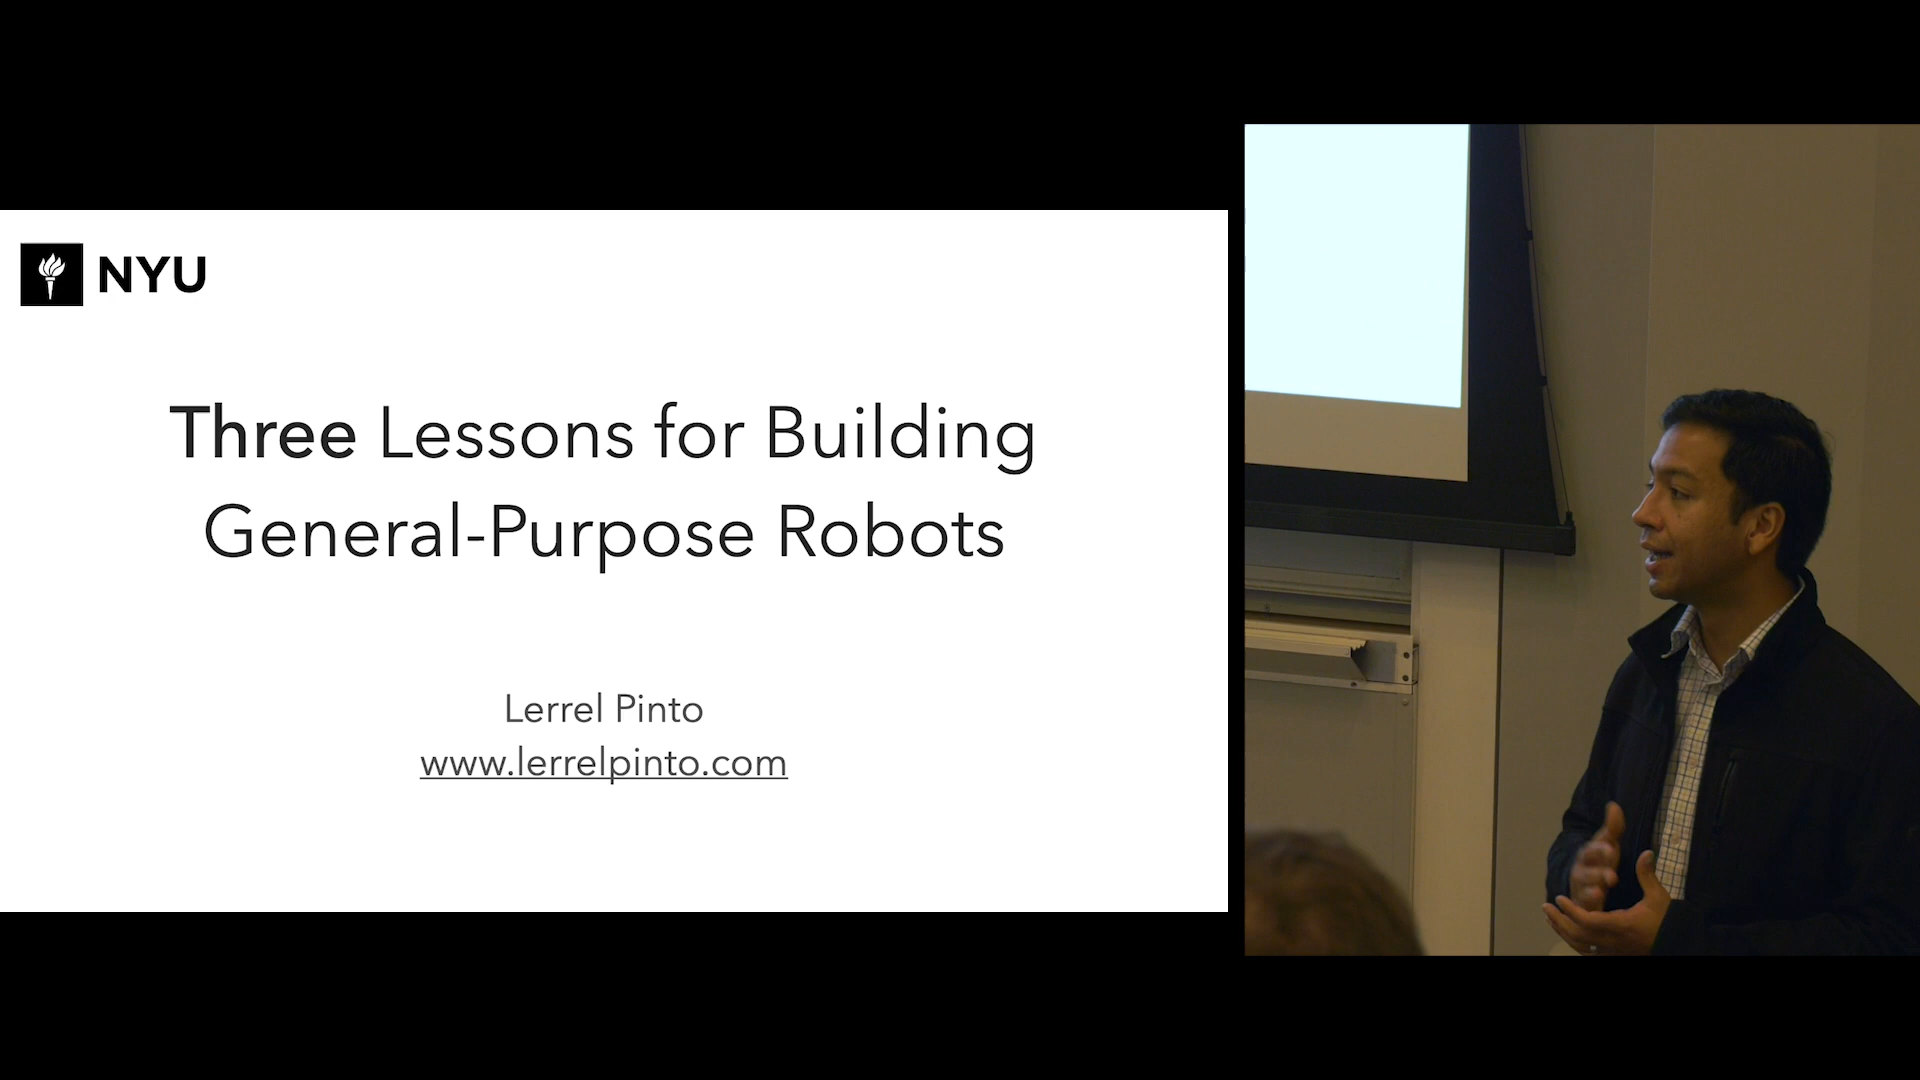 NYU
Three Lessons for Building
General-Purpose Robots
Lerrel Pinto
www.lerrelpinto.com